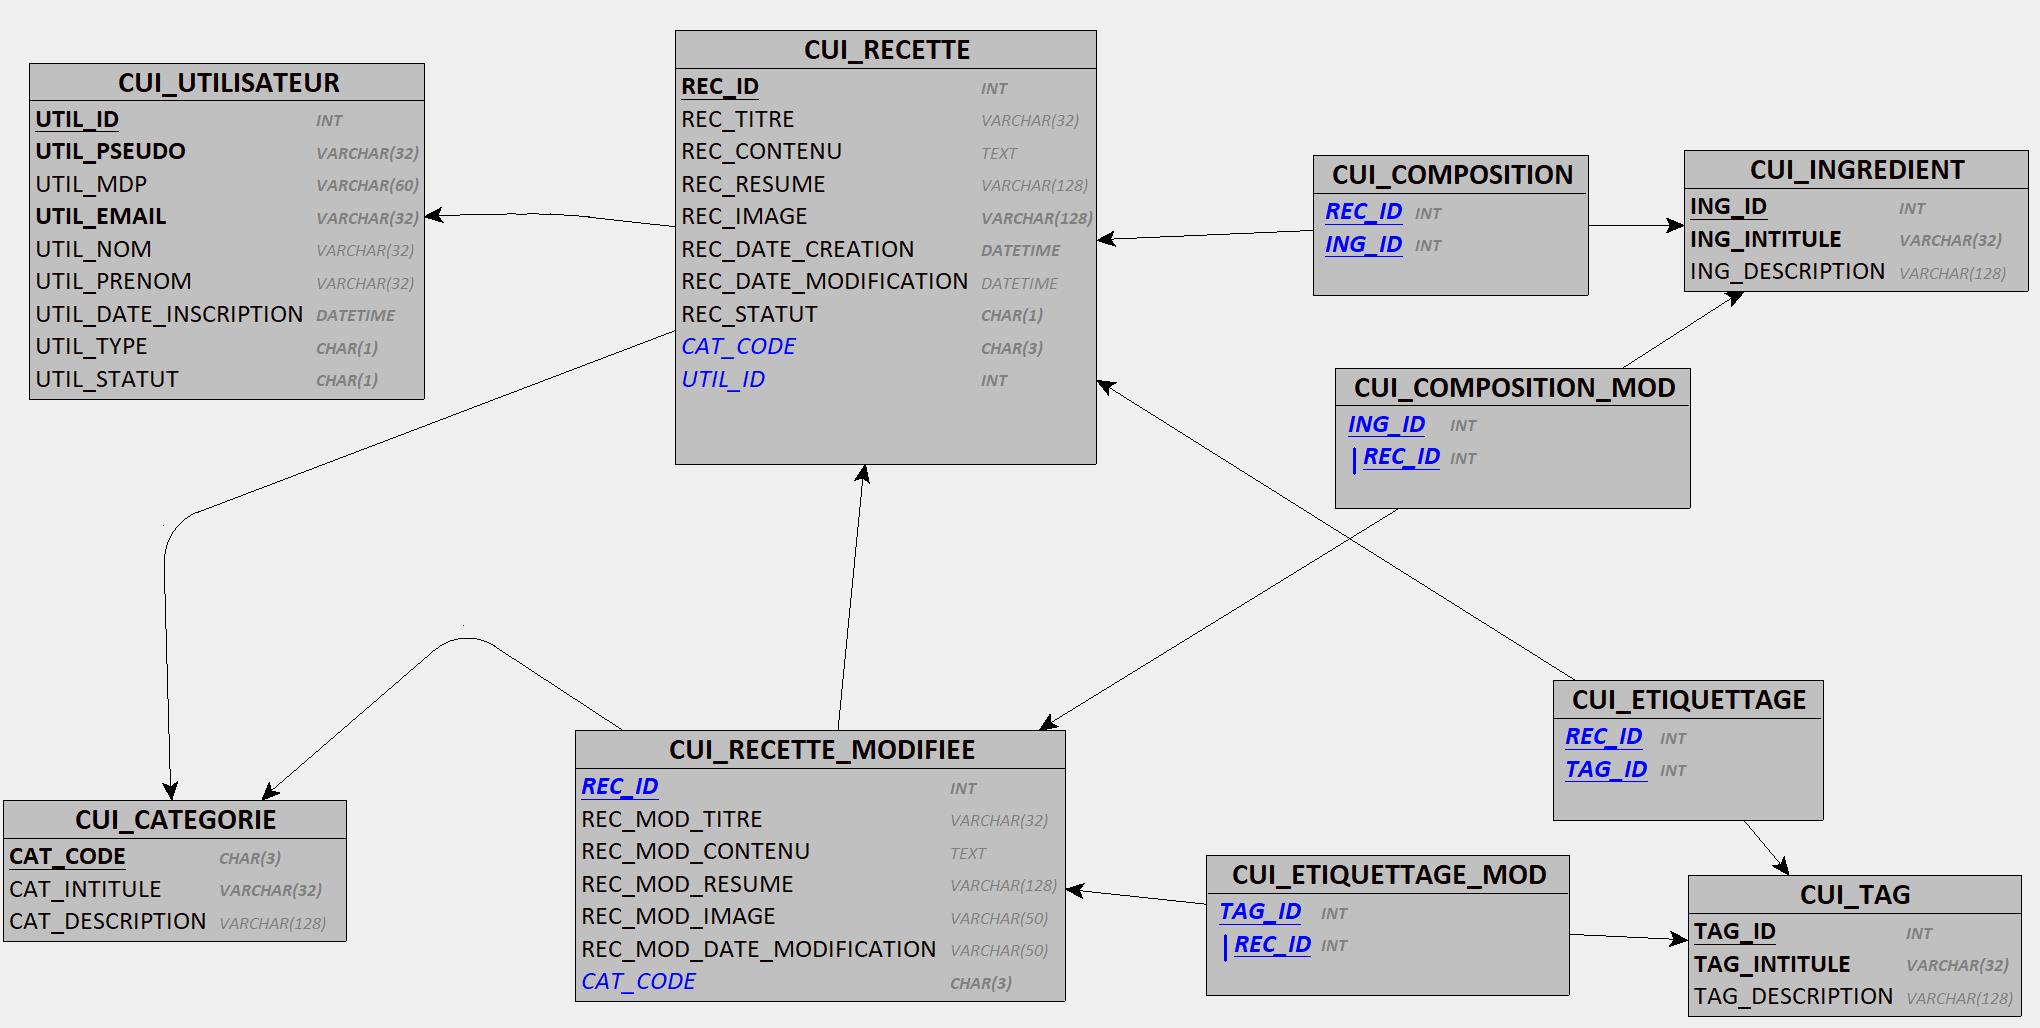 CUI_UTILISATEUR
UTIL_ID INT
UTIL_PSEUDO VARCHAR(32)
UTIL_MDP VARCHAR(60)
UTIL_EMAIL VARCHAR(32)
UTIL_NOM VARCHAR(32)
UTIL_PRENOM VARCHAR(32)
UTIL_DATE_INSCRIPTION DATETIME
UTIL_TYPE CHAR(1)
UTIL_STATUT CHAR(1)
CUI_RECETTE
REC_ID INT
REC_TITRE VARCHAR(32)
REC_CONTENU TEXT
REC_RESUME VARCHAR(128)
REC_IMAGE VARCHAR(128)
REC_DATE_CREATION DATETIME
REC_DATE_MODIFICATION DATETIME
REC_STATUT CHAR(1)
CAT_CODE CHAR(3)
UTIL_ID INT
CUI_COMPOSITION
REC_ID INT
ING_ID INT
CUI_INGREDIENT
ING_ID INT
ING_INTITULE VARCHAR(32)
ING_DESCRIPTION VARCHAR(128)
CUI_COMPOSITION_MOD
ING_ID INT
|REC_ID INT
CUI_CATEGORIE
CAT_CODE CHAR(3)
CAT_INTITULE VARCHAR(32)
CAT_DESCRIPTION VARCHAR(128)
CUI_RECETTE_MODIFIEE
REC_ID INT
REC_MOD_TITRE VARCHAR(32)
REC_MOD_CONTENU TEXT
REC_MOD_RESUME VARCHAR(128)
REC_MOD_IMAGE VARCHAR(50)
REC_MOD_DATE_MODIFICATION VARCHAR(50)
CAT_CODE CHAR(3)
CUI_ETIQUETTAGE
REC_ID INT
TAG_ID INT
CUI_ETIQUETTAGE_MOD
TAG_ID INT
|REC_ID INT
CUI_TAG
TAG_ID INT
TAG_INTITULE VARCHAR(32)
TAG_DESCRIPTION VARCHAR(128)